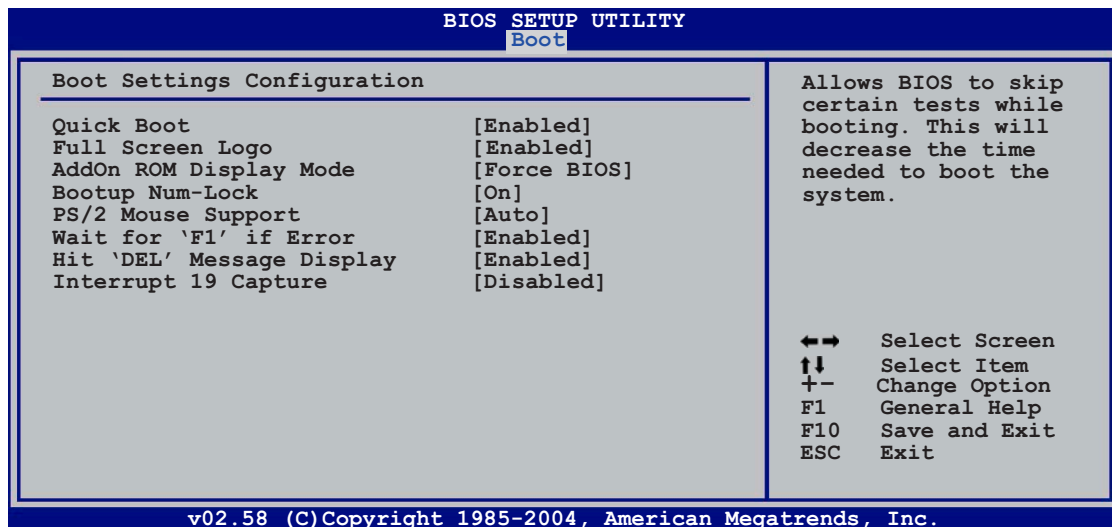 BIOS SETUP UTILITY
Boot
Boot Settings Configuration
Quick Boot [Enabled]
Full Screen Logo [Enabled]
AddOn ROM Display Mode [Force BIOS]
Bootup Num-Lock [On]
PS/2 Mouse Support [Auto]
Wait for ‘F1’ if Error [Enabled]
Hit ‘DEL’ Message Display [Enabled]
Interrupt 19 Capture [Disabled]
Allows BIOS to skip
certain tests while
booting. This will
decrease the time
needed to boot the
system.
←→ Select Screen
↑↓ Select Item
+- Change Option
F1 General Help
F10 Save and Exit
ESC Exit
v02.58 (C)Copyright 1985-2004, American Megatrends, Inc.